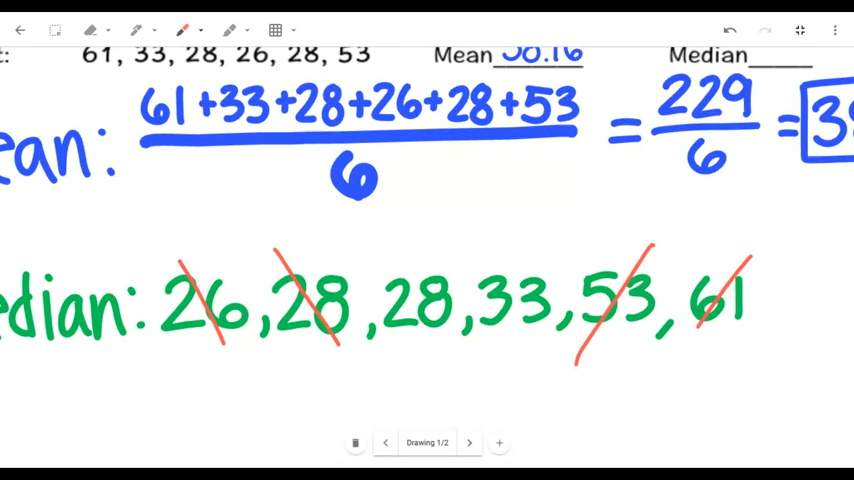 t: 61, 33, 28, 26, 28, 53 Mean 38.16 Median
ean: 61+33+28+26+28+53 / 6 = 229 / 6 = 3
edian: 26, 28, 28, 33, 53, 61
Drawing 1/2